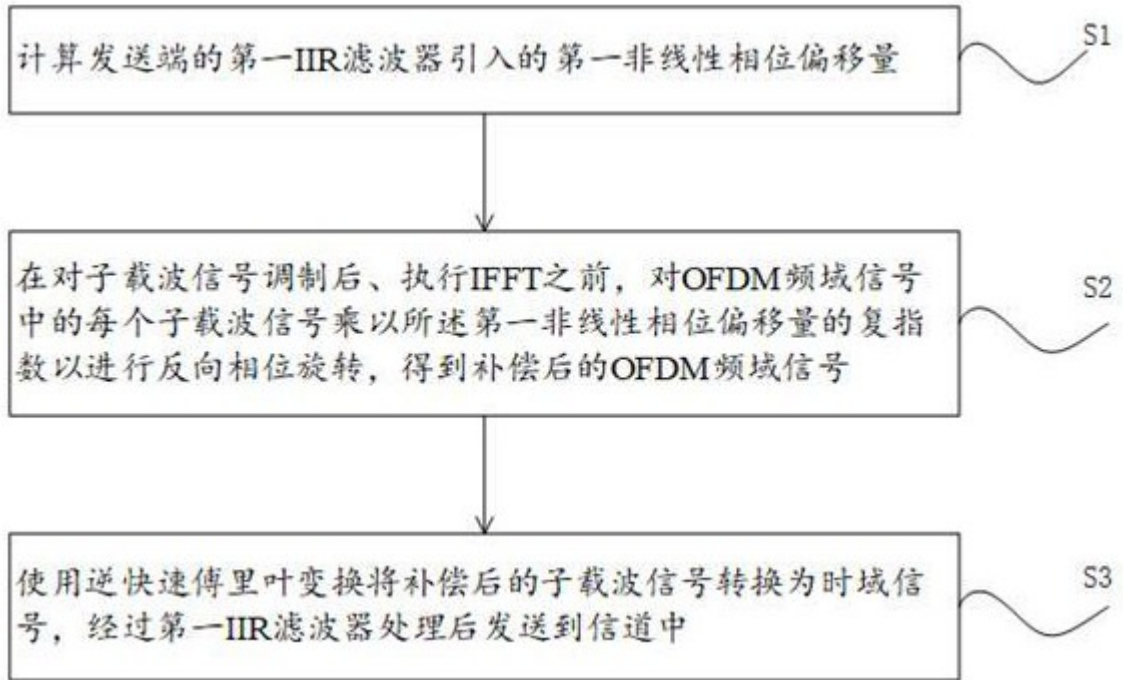 计算发送端的第一IIR滤波器引入的第一非线性相位偏移量
S1
在对子载波信号调制后、执行IFFT之前，对OFDM频域信号
中的每个子载波信号乘以所述第一非线性相位偏移量的复指
数以进行反向相位旋转，得到补偿后的OFDM频域信号
S2
使用逆快速傅里叶变换将补偿后的子载波信号转换为时域信
号，经过第一IIR滤波器处理后发送到信道中
S3